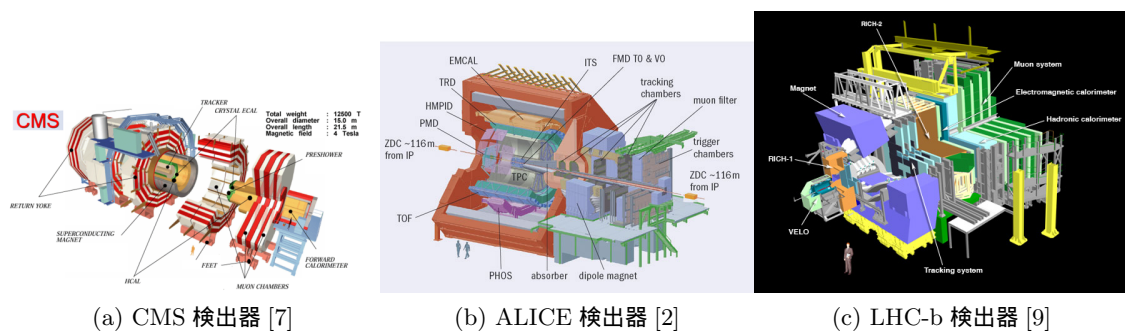 CMS
TRACKER
CRYSTAL ECAL
Total weight : 12500 T
Overall diameter : 15.0 m
Overall length : 21.5 m
Magnetic field : 4 Tesla
PRESHOWER
RETURN YOKE
SUPERCONDUCTING
MAGNET
HCAL
FEET
FORWARD
CALORIMETER
MUON CHAMBERS
(a) CMS 検出器 [7]
EMCAL
TRD
HMPID
PMD
ZDC ~116m
from IP
ITS
FMD T0 & V0
tracking
chambers
muon filter
trigger
chambers
ZDC ~116m
from IP
TPC
TOF
PHOS
absorber
dipole magnet
(b) ALICE 検出器 [2]
RICH-2
Muon system
Magnet
Electromagnetic calorimeter
Hadronic calorimeter
RICH-1
VELO
Tracking system
(c) LHC-b 検出器 [9]